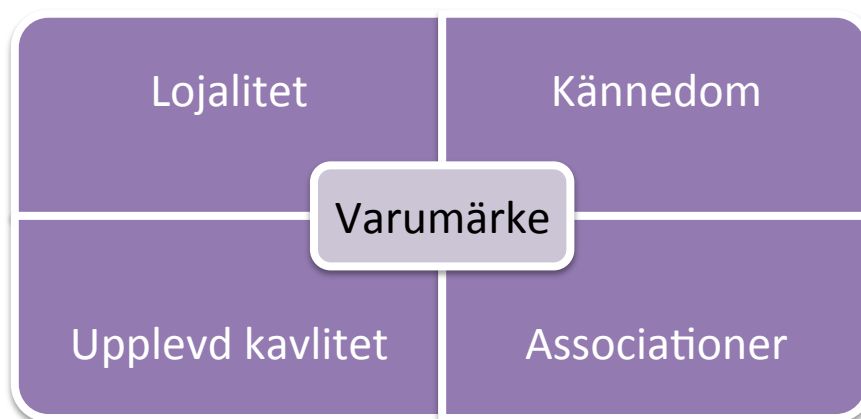 Lojalitet
Kännedom
Varumärke
Upplevd kavlitet
Associationer